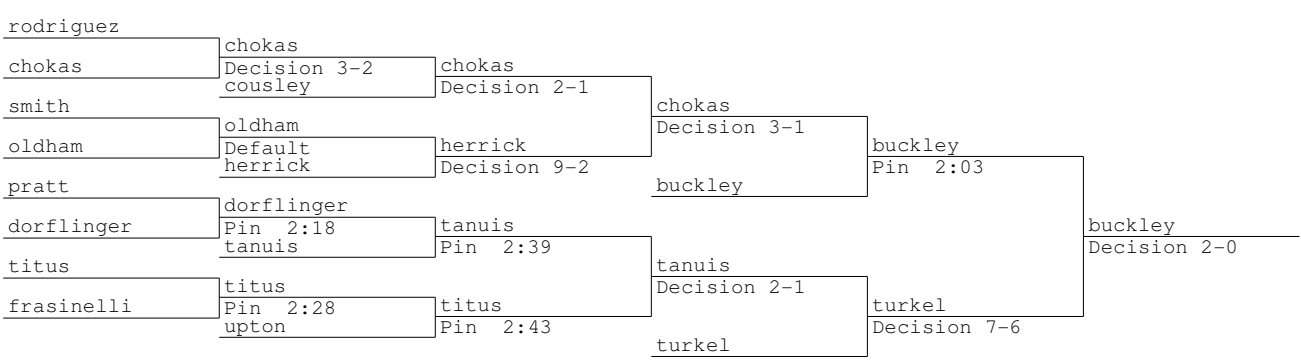 rodriguez
chokas
chokas
Decision 3-2
chokas
cousley
Decision 2-1
smith
chokas
oldham
Decision 3-1
oldham
Default
herrick
buckley
herrick
Decision 9-2
Pin 2:03
pratt
buckley
dorflinger
dorflinger
Pin 2:18
tanuis
buckley
tanuis
Pin 2:39
Decision 2-0
titus
tanuis
titus
Decision 2-1
frasinelli
Pin 2:28
titus
turkel
upton
Pin 2:43
Decision 7-6
turkel